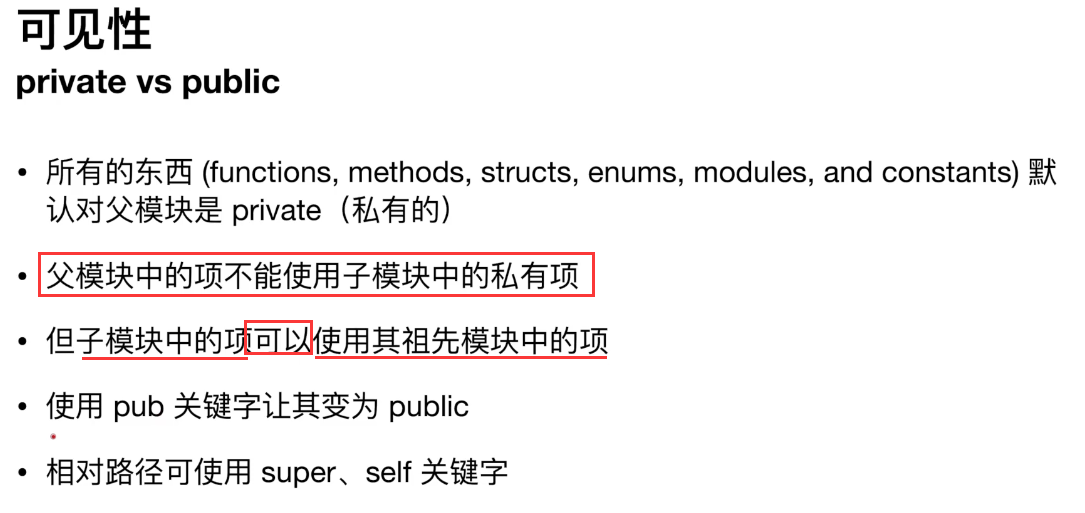 可见性
private vs public
• 所有的东西 (functions, methods, structs, enums, modules, and constants) 默
认对父模块是 private（私有的）
• 父模块中的项不能使用子模块中的私有项
• 但子模块中的项可以使用其祖先模块中的项
• 使用 pub 关键字让其变为 public
• 相对路径可使用 super、self 关键字